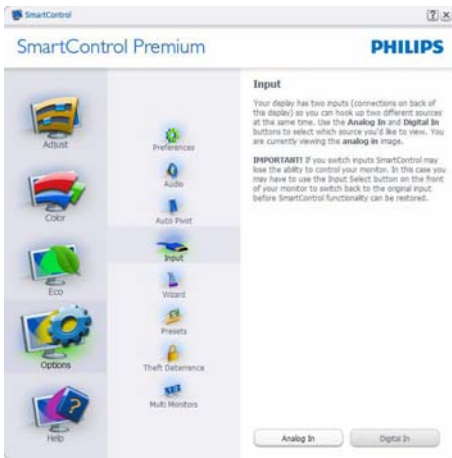 SmartControl
SmartControl Premium
PHILIPS
Adjust
Color
Eco
Options
Help
Preferences
Audio
Auto Pivot
Input
Wizard
Presets
Theft Deterrence
Multi Monitors
Input
Your display has two inputs (connections on back of
this display) so you can hook up two different sources
at the same time. Use the Analog In and Digital In
buttons to select which source you'd like to view. You
are currently viewing the analog in image.
IMPORTANT! If you switch inputs SmartControl may
lose the ability to control your monitor. In this case you
may have to use the Input Select button on the front
of your monitor to switch back to the original input
before SmartControl functionality can be restored.
Analog In
Digital In